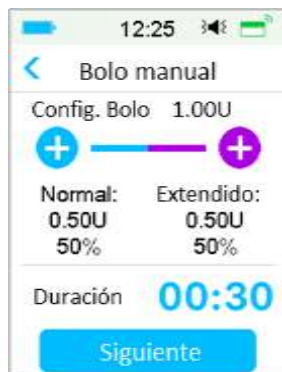 12:25
Bolo manual
Config. Bolo 1.00U
Normal: Extendido:
0.50U 0.50U
50% 50%
Duración 00:30
Siguiente